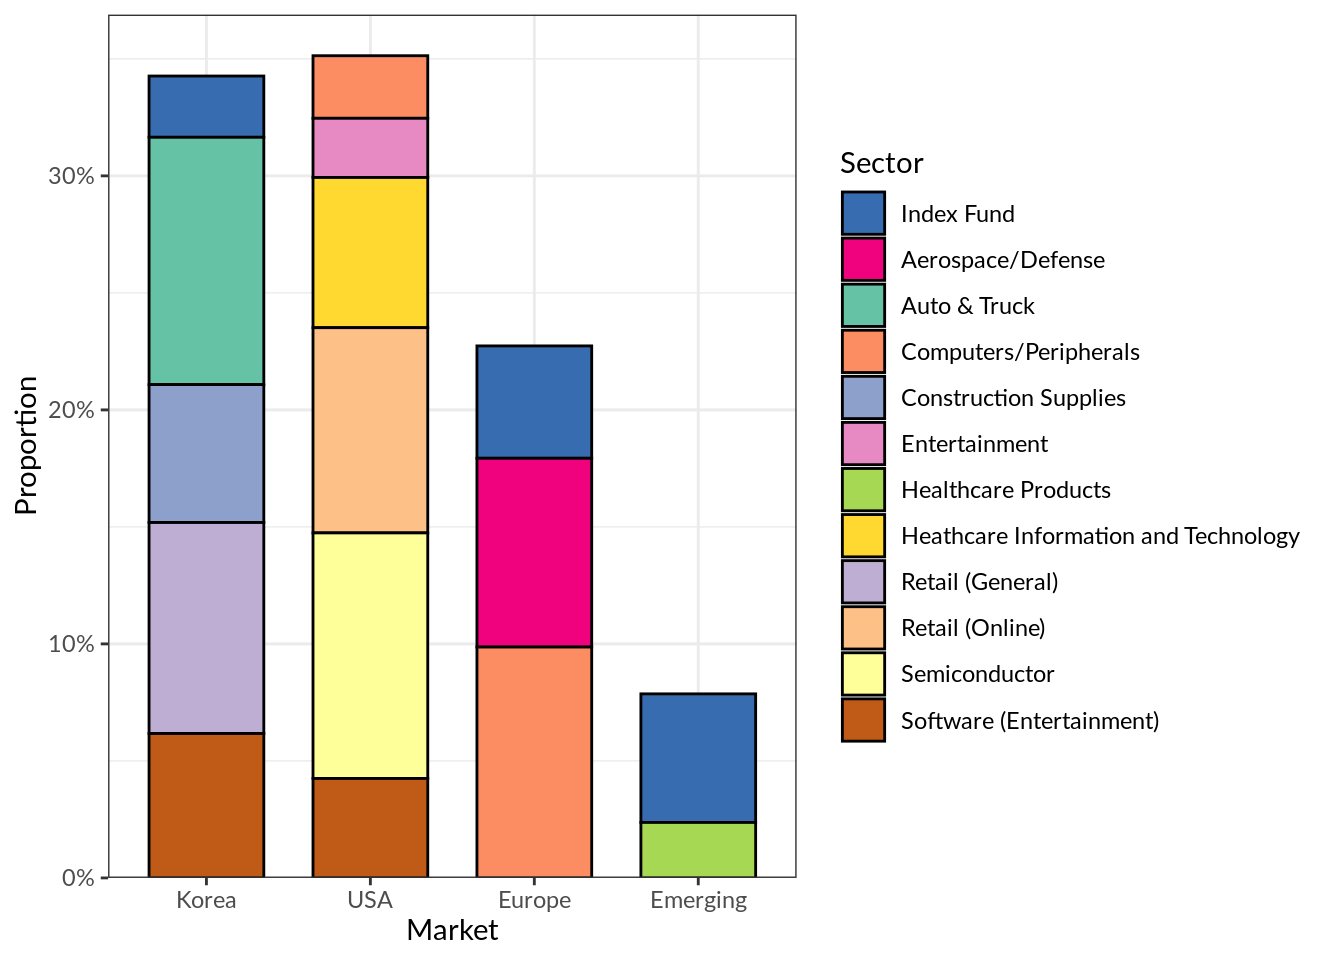 Proportion
30%
20%
10%
0%
Korea
USA
Europe
Emerging
Market
Sector
Index Fund
Aerospace/Defense
Auto & Truck
Computers/Peripherals
Construction Supplies
Entertainment
Healthcare Products
Heathcare Information and Technology
Retail (General)
Retail (Online)
Semiconductor
Software (Entertainment)